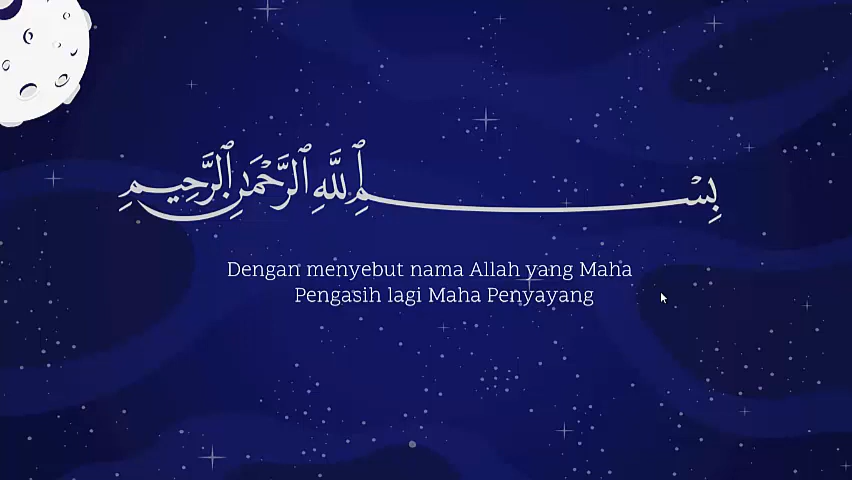 بِسْمِ ٱللَّهِ ٱلرَّحْمَٰنِ ٱلرَّحِيمِ
Dengan menyebut nama Allah yang Maha
Pengasih lagi Maha Penyayang